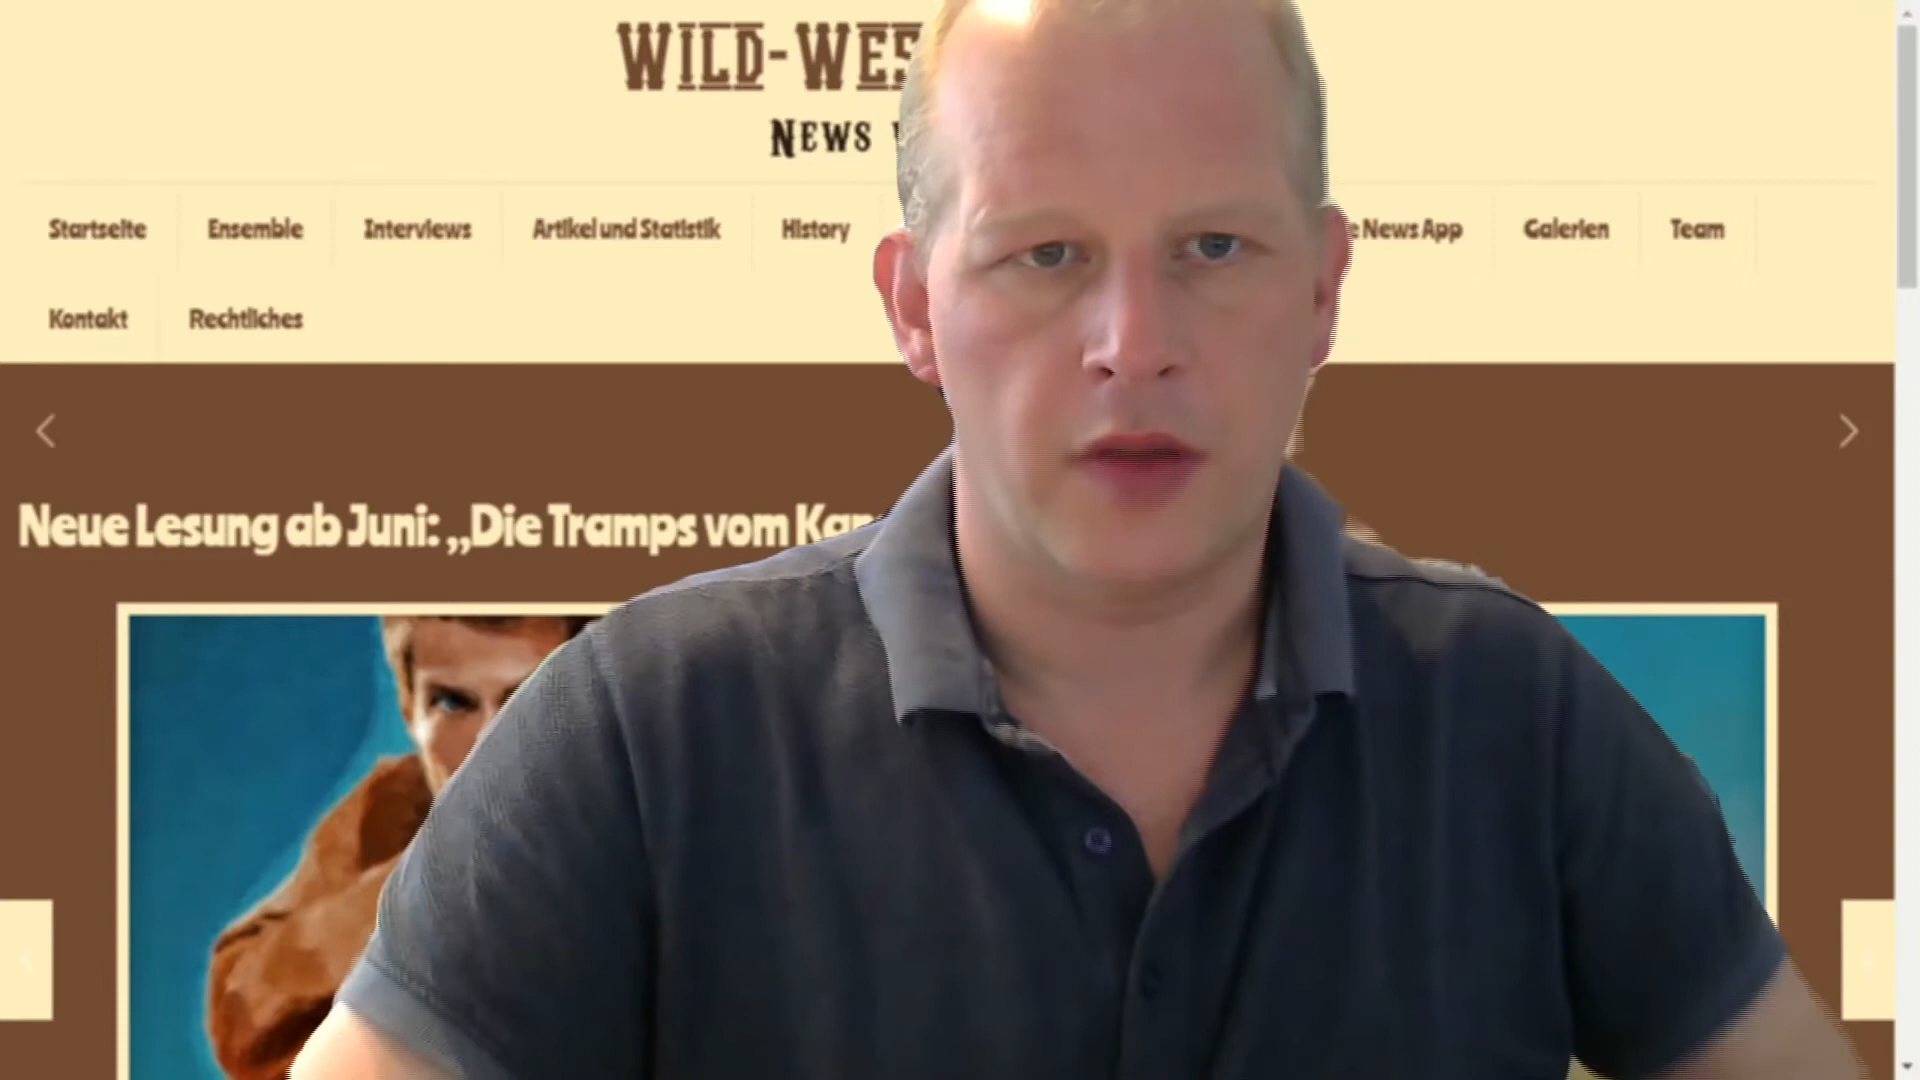 WILD-WES
NEWS
Startseite Ensemble Interviews Artikel und Statistik History News App Galerien Team
Kontakt Rechtliches
Neue Lesung ab Juni: „Die Tramps vom